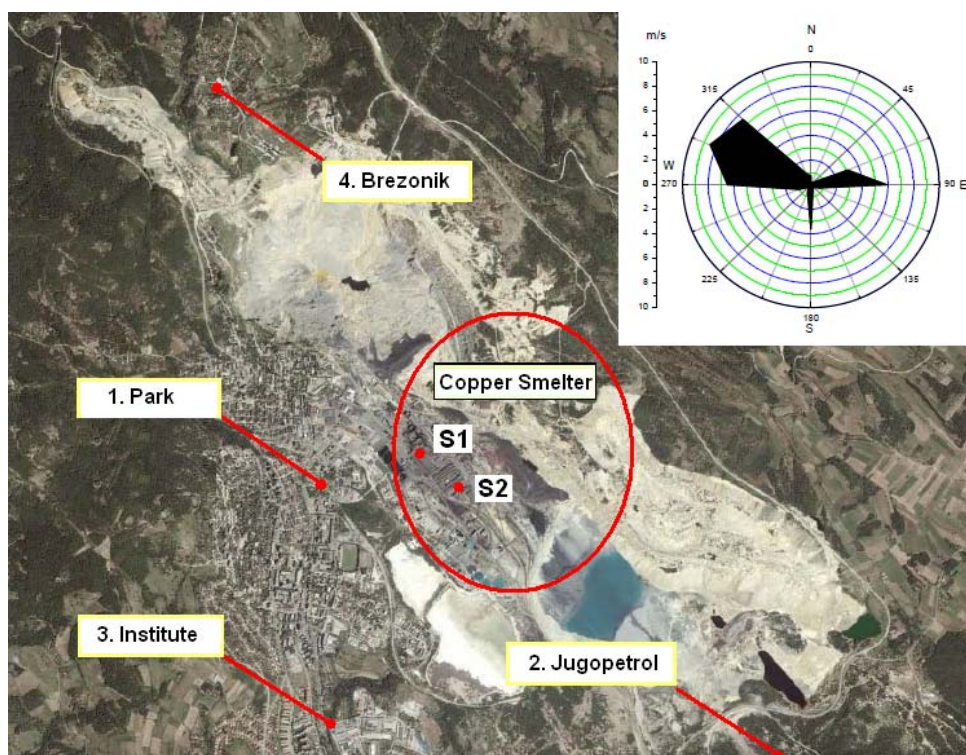 m/s
N
0
45
90 E
135
180
S
225
270
W
315
10
8
6
4
2
0
2
4
6
8
10
4. Brezonik
Copper Smelter
1. Park
S1
S2
3. Institute
2. Jugopetrol